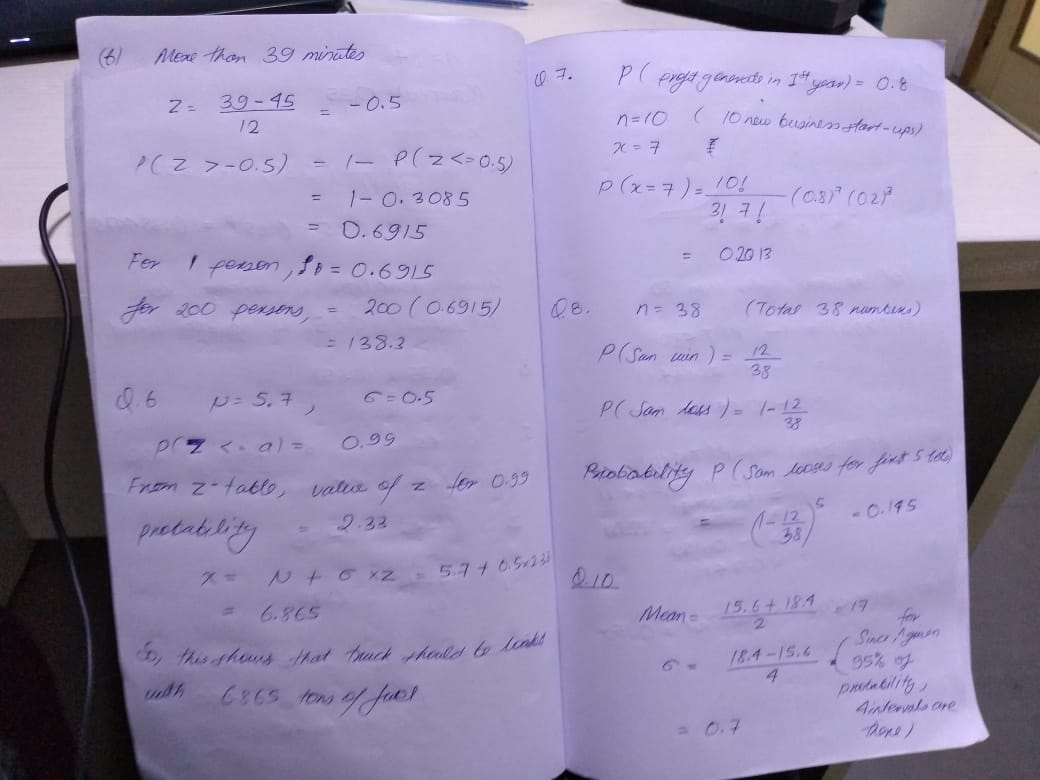 (b) More than 39 minutes
Z = 39-45 / 12 = -0.5
P(Z > -0.5) = 1 - P(Z <= 0.5)
= 1 - 0.3085
= 0.6915
For 1 person, = 0.6915
for 200 persons, = 200 (0.6915)
= 138.3
Q.6 μ = 5.7, σ = 0.5
P(Z <= a) = 0.99
From z-table, value of z for 0.99
probability = 2.33
x = μ + σ × z = 5.7 + 0.5×2.33
= 6.865
So, this shows that truck should be
with 6.865 tons of fuel
Q.7. P( profit generate in Ist year) = 0.8
n=10 ( 10 new business start-ups)
x = 7
P(x=7) = 10! / 3! 7! (0.8)⁷ (0.2)³
= 0.2013
Q.8. n = 38 (Total 38 numbers)
P(Sam win) = 12/38
P(Sam loss) = 1 - 12/38
Probability P (Sam looses for first 5 )
= (1 - 12/38)⁵ = 0.145
Q.10
Mean = 15.6 + 18.4 / 2 = 17
σ = 18.4 - 15.6 / 4 ( Since for given
95% of
probability,
4 intervals are
there)
= 0.7